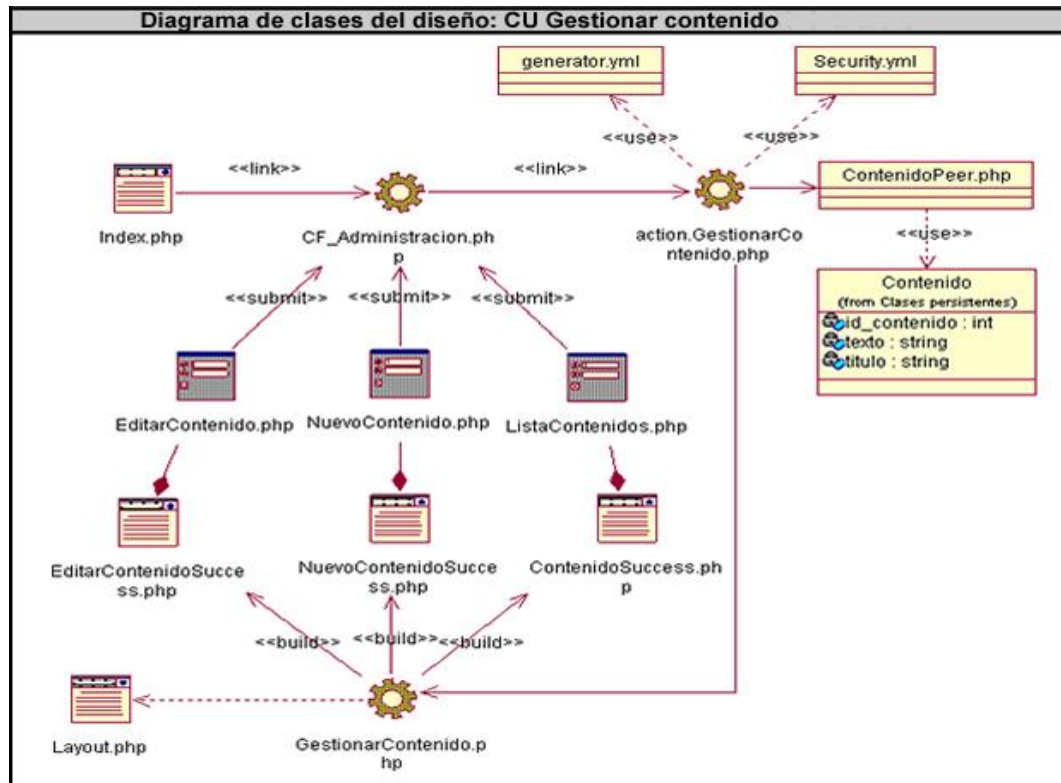 Diagrama de clases del diseño: CU Gestionar contenido
generator.yml
Security.yml
<<use>>
<<use>>
<<link>>
<<link>>
ContenidoPeer.php
Index.php
CF_Administracion.ph
p
action.GestionarCo
ntenido.php
<<use>>
Contenido
(from Clases persistentes)
id_contenido : int
texto : string
titulo : string
<<submit>>
<<submit>>
<<submit>>
EditarContenido.php
NuevoContenido.php
ListaContenidos.php
EditarContenidoSucce
ss.php
NuevoContenidoSucce
ss.php
ContenidoSuccess.ph
p
<<build>>
<<build>>
<<build>>
Layout.php
GestionarContenido.p
hp